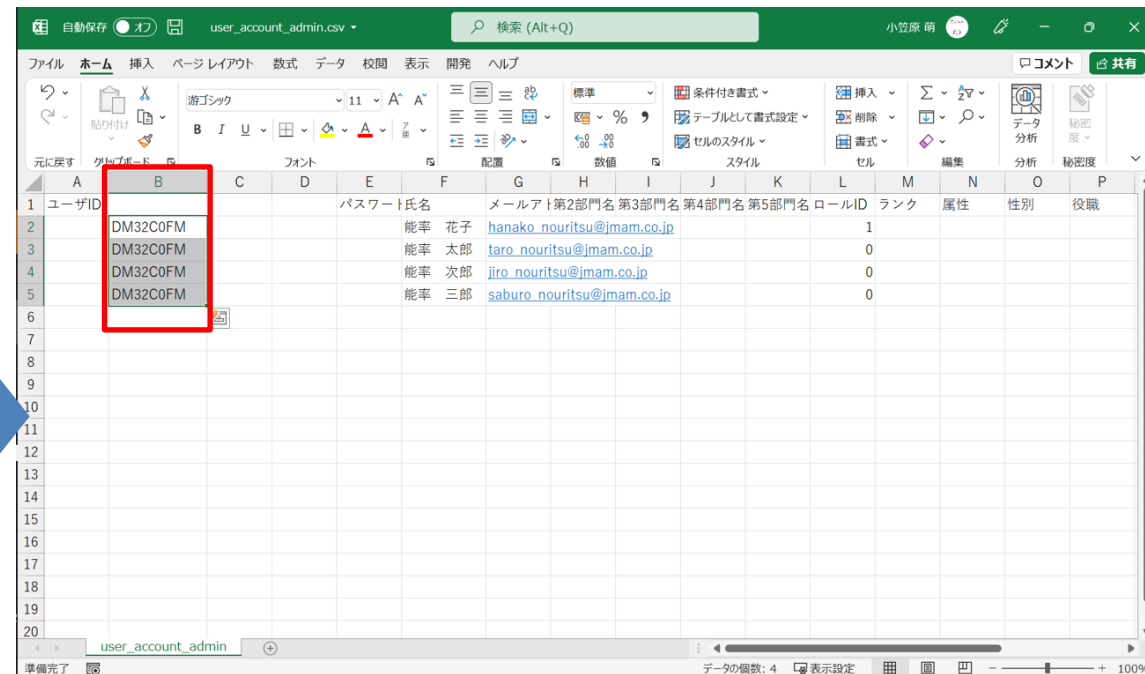 自動保存 オフ user_account_admin.csv 検索 (Alt+Q) 小笠原 萌
ファイル ホーム 挿入 ページ レイアウト 数式 データ 校閲 表示 開発 ヘルプ コメント 共有
游ゴシック 11 A A 標準 条件付き書式 挿入
貼り付け B I U A ア亜 % 9 テーブルとして書式設定 削除 データ分析 秘密度
セルのスタイル 書式
元に戻す クリップボード フォント 配置 数値 スタイル セル 編集 分析 秘密度
A B C D E F G H I J K L M N O P
1 ユーザID パスワート 氏名 メールアト 第2部門名 第3部門名 第4部門名 第5部門名 ロールID ランク 属性 性別 役職
2 DM32C0FM 能率 花子 hanako_nouritsu@jmam.co.jp 1
3 DM32C0FM 能率 太郎 taro_nouritsu@jmam.co.jp 0
4 DM32C0FM 能率 次郎 jiro_nouritsu@jmam.co.jp 0
5 DM32C0FM 能率 三郎 saburo_nouritsu@jmam.co.jp 0
6
7
8
9
10
11
12
13
14
15
16
17
18
19
20
user_account_admin
準備完了 データの個数: 4 表示設定 100%